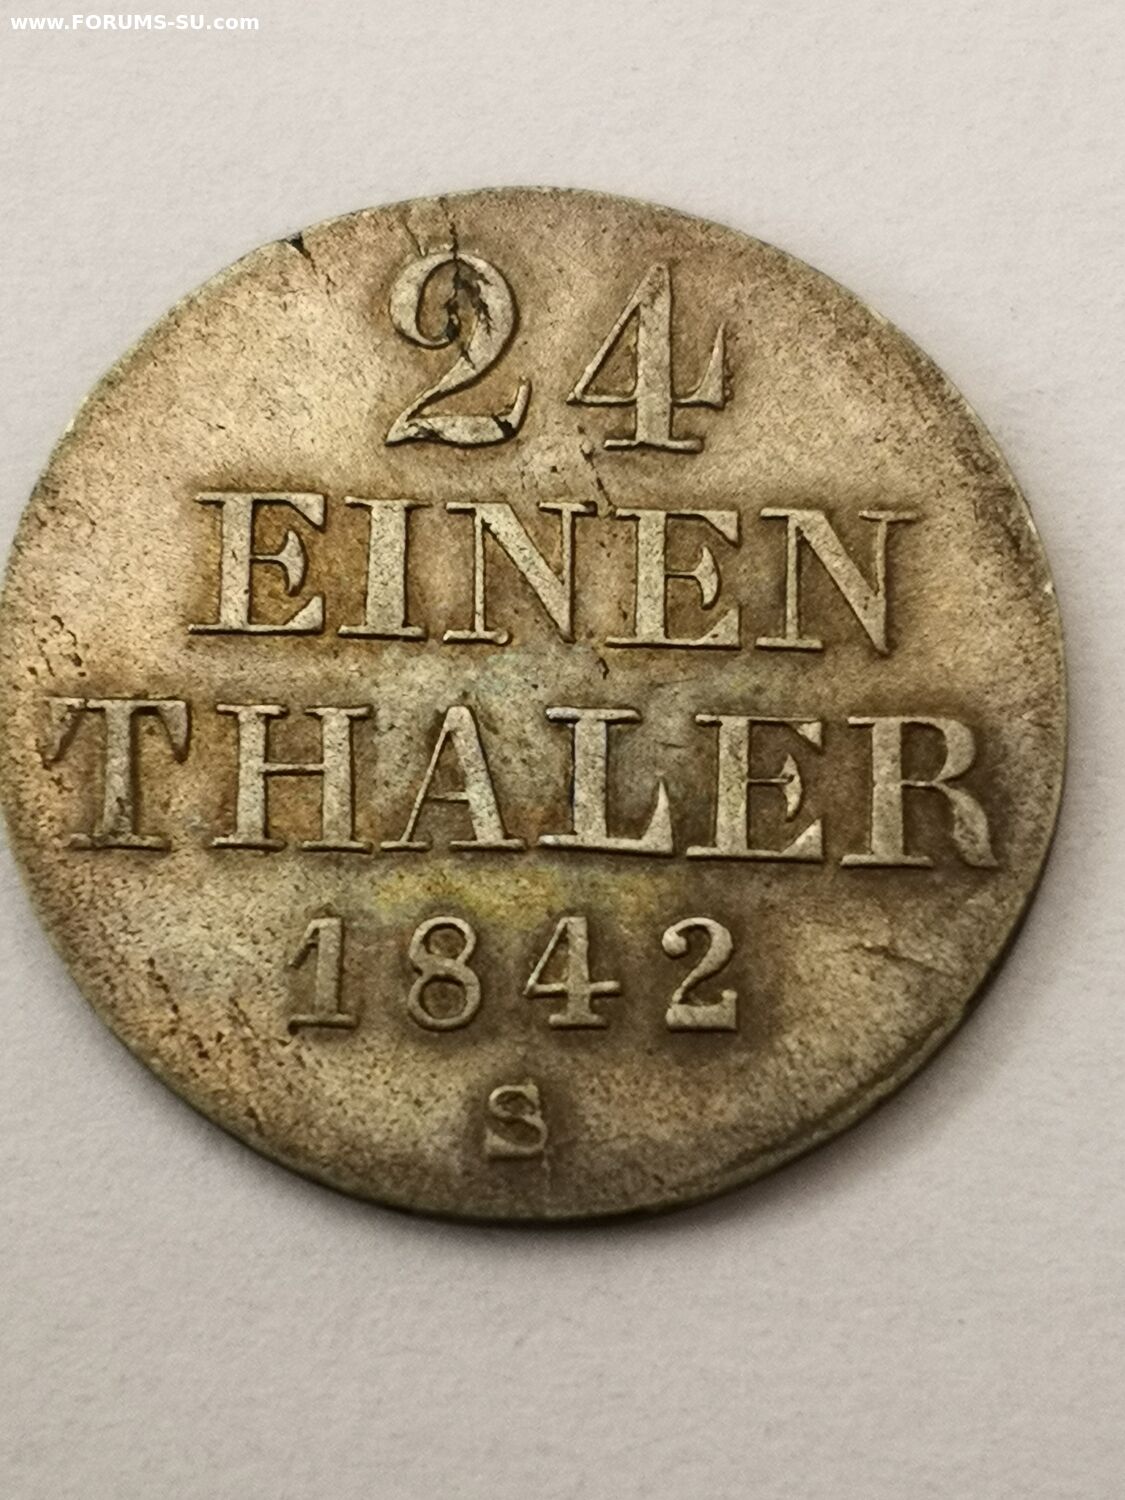 www.FORUMS-SU.com
24
EINEN
THALER
1842
S